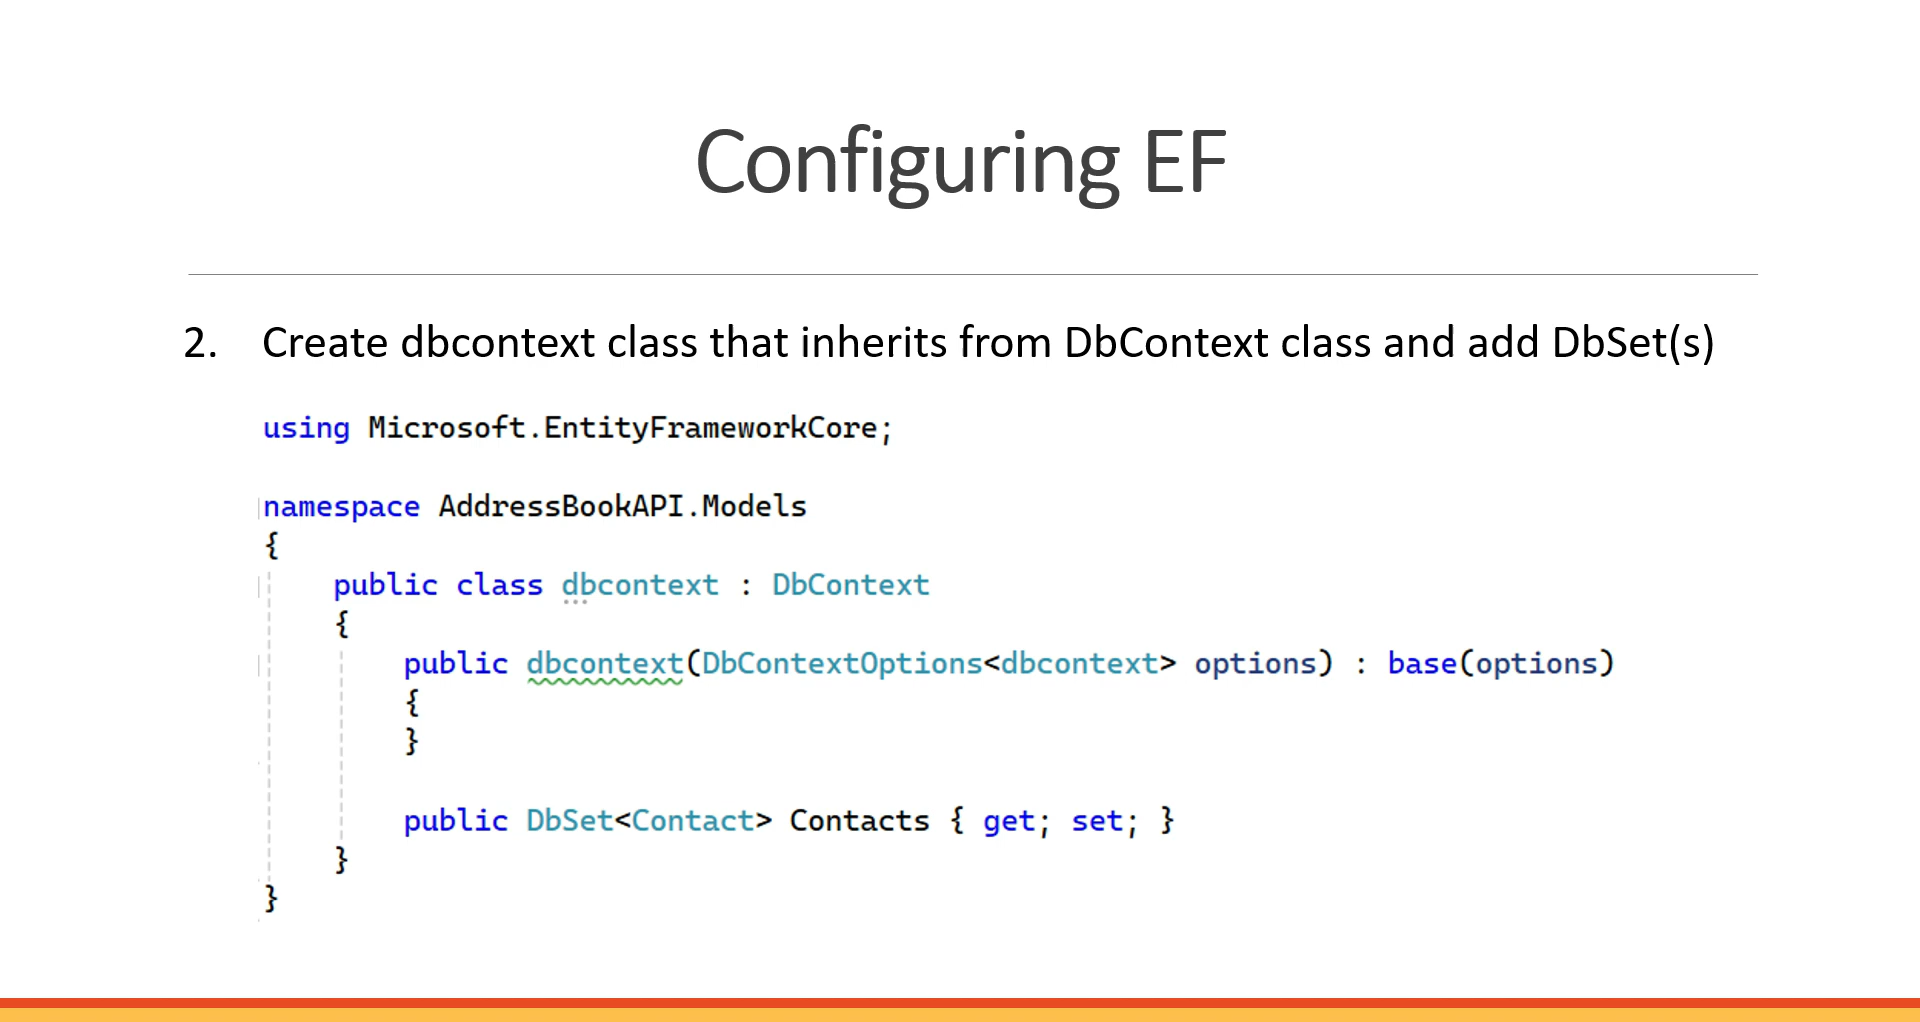 Configuring EF
2. Create dbcontext class that inherits from DbContext class and add DbSet(s)
using Microsoft.EntityFrameworkCore;
namespace AddressBookAPI.Models
{
public class dbcontext : DbContext
{
public dbcontext(DbContextOptions<dbcontext> options) : base(options)
{
}
public DbSet<Contact> Contacts { get; set; }
}
}